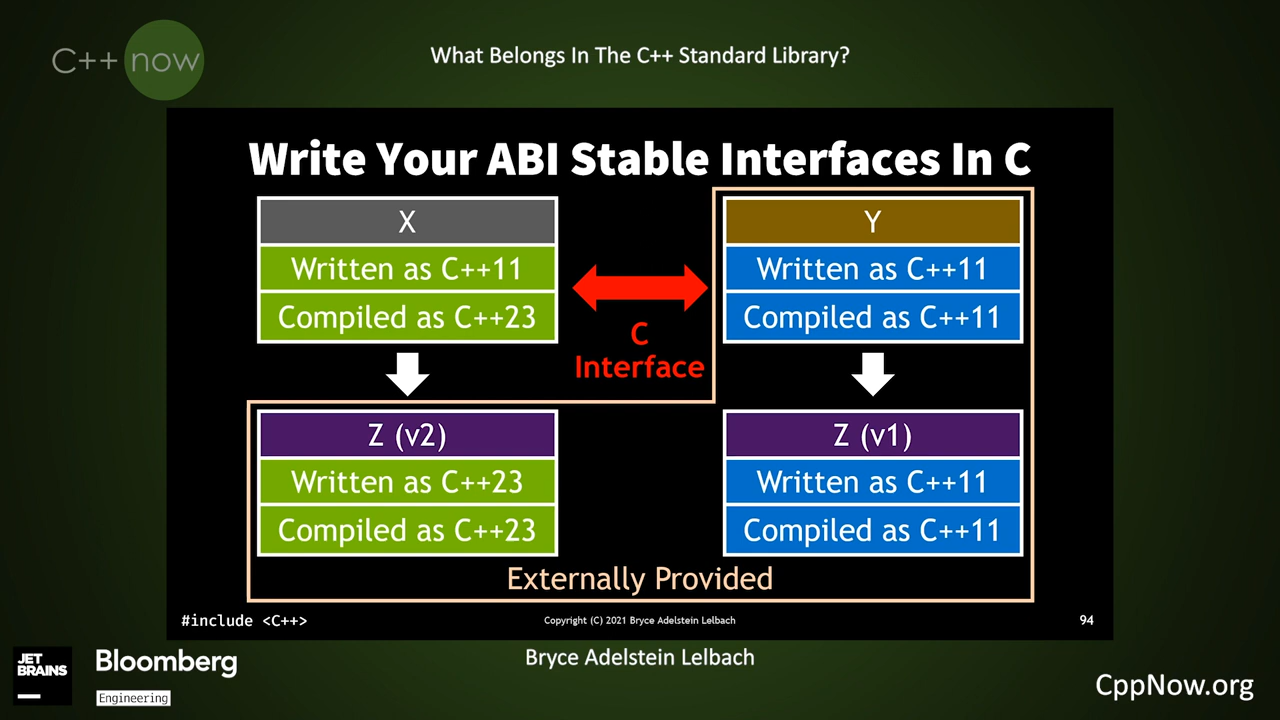 C++ now
What Belongs In The C++ Standard Library?
Write Your ABI Stable Interfaces In C
X
Written as C++11
Compiled as C++23
C
Interface
Y
Written as C++11
Compiled as C++11
Z (v2)
Written as C++23
Compiled as C++23
Z (v1)
Written as C++11
Compiled as C++11
Externally Provided
#include <C++>
Copyright (C) 2021 Bryce Adelstein Lelbach
94
JET
BRAINS
Bloomberg
Engineering
Bryce Adelstein Lelbach
CppNow.org